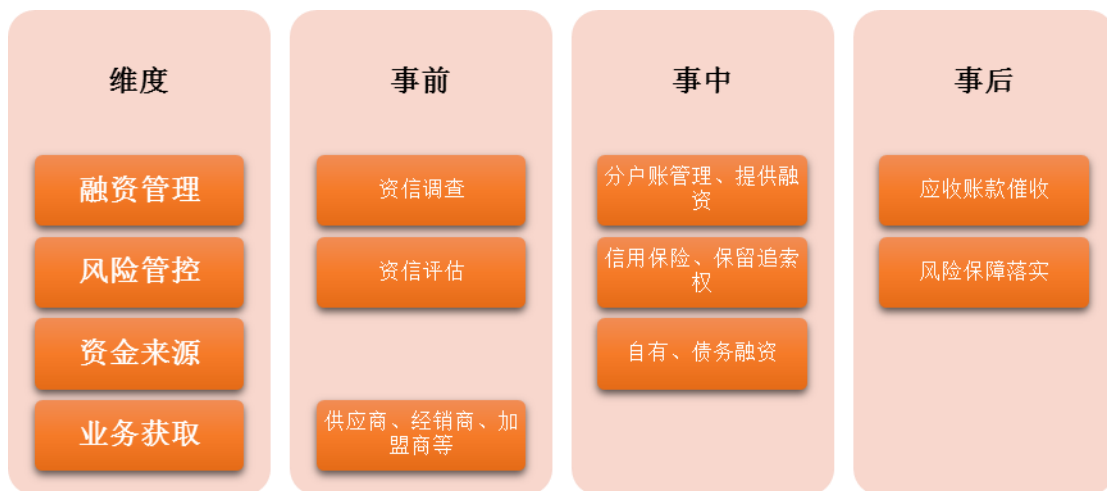 维度
事前
事中
事后
融资管理
资信调查
分户账管理、提供融
资
应收账款催收
风险管控
资信评估
信用保险、保留追索
权
风险保障落实
资金来源
自有、债务融资
业务获取
供应商、经销商、加
盟商等